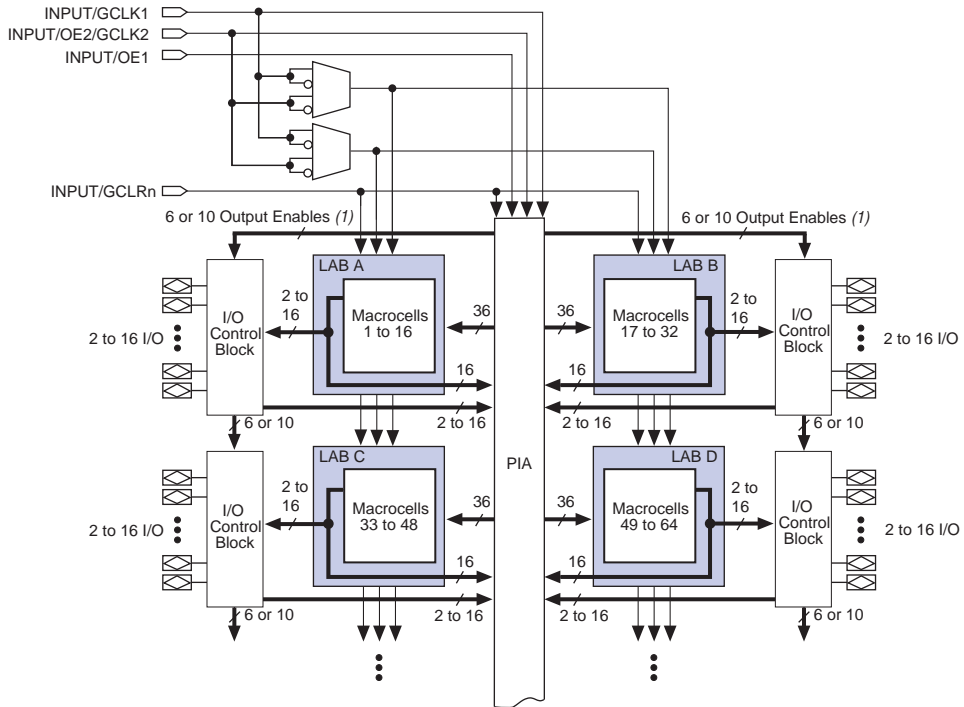 INPUT/GCLK1
INPUT/OE2/GCLK2
INPUT/OE1
INPUT/GCLRn
6 or 10 Output Enables (1)
6 or 10 Output Enables (1)
LAB A
LAB B
I/O
Control
Block
2 to
16
Macrocells
1 to 16
36
36
Macrocells
17 to 32
2 to
16
I/O
Control
Block
2 to 16 I/O
2 to 16 I/O
16
16
2 to 16
2 to 16
6 or 10
6 or 10
PIA
LAB C
LAB D
I/O
Control
Block
2 to
16
Macrocells
33 to 48
36
36
Macrocells
49 to 64
2 to
16
I/O
Control
Block
2 to 16 I/O
2 to 16 I/O
16
16
2 to 16
2 to 16
6 or 10
6 or 10